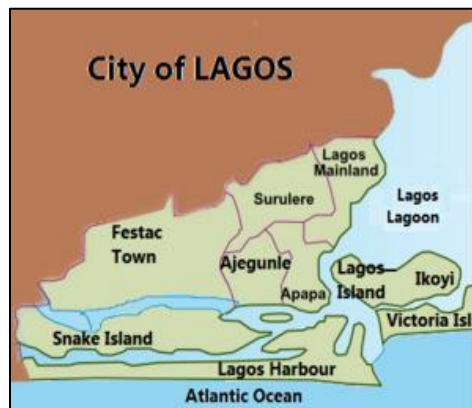 City of LAGOS
Lagos
Mainland
Surulere
Lagos
Lagoon
Festac
Town
Ajegunle
Lagos
Island
Ikoyi
Apapa
Victoria Isl
Snake Island
Lagos Harbour
Atlantic Ocean